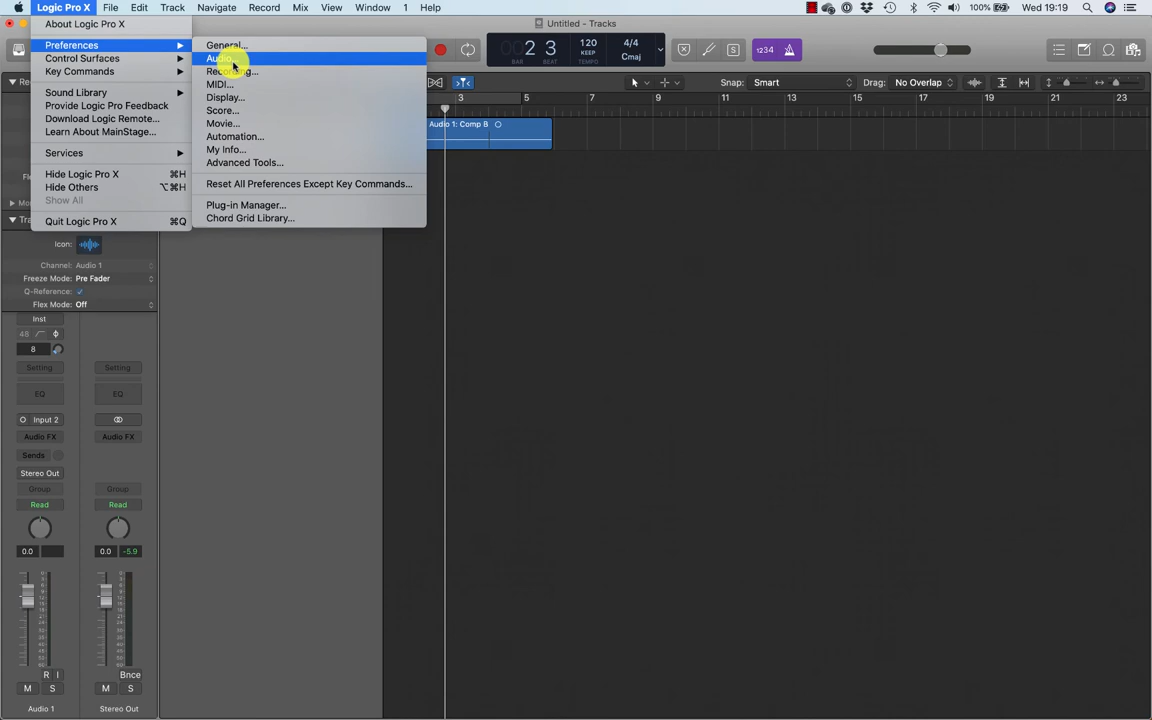 Logic Pro X File Edit Track Navigate Record Mix View Window 1 Help 100% Wed 19:19
Untitled - Tracks
About Logic Pro X
Preferences
Control Surfaces
Key Commands
Sound Library
Provide Logic Pro Feedback
Download Logic Remote...
Learn About MainStage...
Services
Hide Logic Pro X ⌘H
Hide Others ⌥⌘H
Show All
Quit Logic Pro X ⌘Q
General...
Audio...
Recording...
MIDI...
Display...
Score...
Movie...
Automation...
My Info...
Advanced Tools...
Reset All Preferences Except Key Commands...
Plug-in Manager...
Chord Grid Library...
2 3 120 4/4
BAR BEAT TEMPO Cmaj
1234
Snap: Smart Drag: No Overlap
3 5 7 9 11 13 15 17 19 21 23
Audio 1: Comp B
Icon:
Channel: Audio 1
Freeze Mode: Pre Fader
Q-Reference:
Flex Mode: Off
Inst
48
8
Setting Setting
EQ EQ
Input 2
Audio FX Audio FX
Sends
Stereo Out
Group Group
Read Read
0.0 0.0 -5.9
R I Bnce
M S M S
Audio 1 Stereo Out